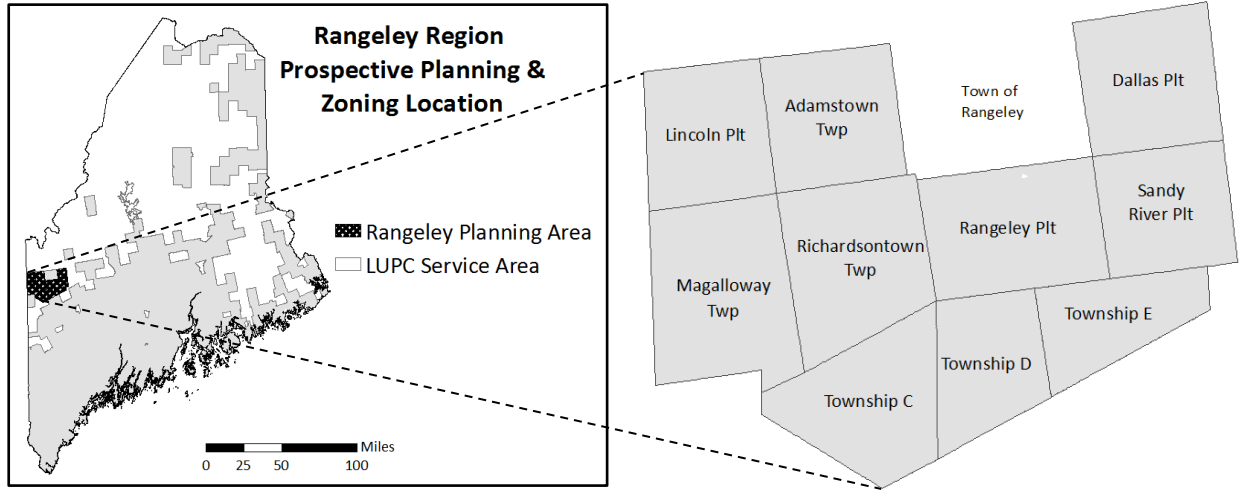 Rangeley Region
Prospective Planning &
Zoning Location
Rangeley Planning Area
LUPC Service Area
Miles
0 25 50 100
Lincoln Plt
Adamstown
Twp
Town of
Rangeley
Dallas Plt
Magalloway
Twp
Richardsontown
Twp
Rangeley Plt
Sandy
River Plt
Township C
Township D
Township E